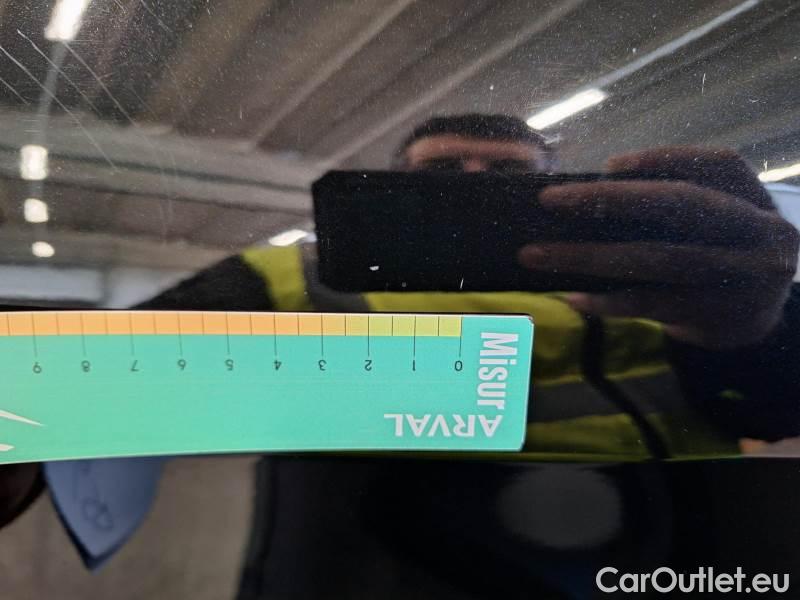 Misur
ARVAL
0 1 2 3 4 5 6 7 8 9
CarOutlet.eu